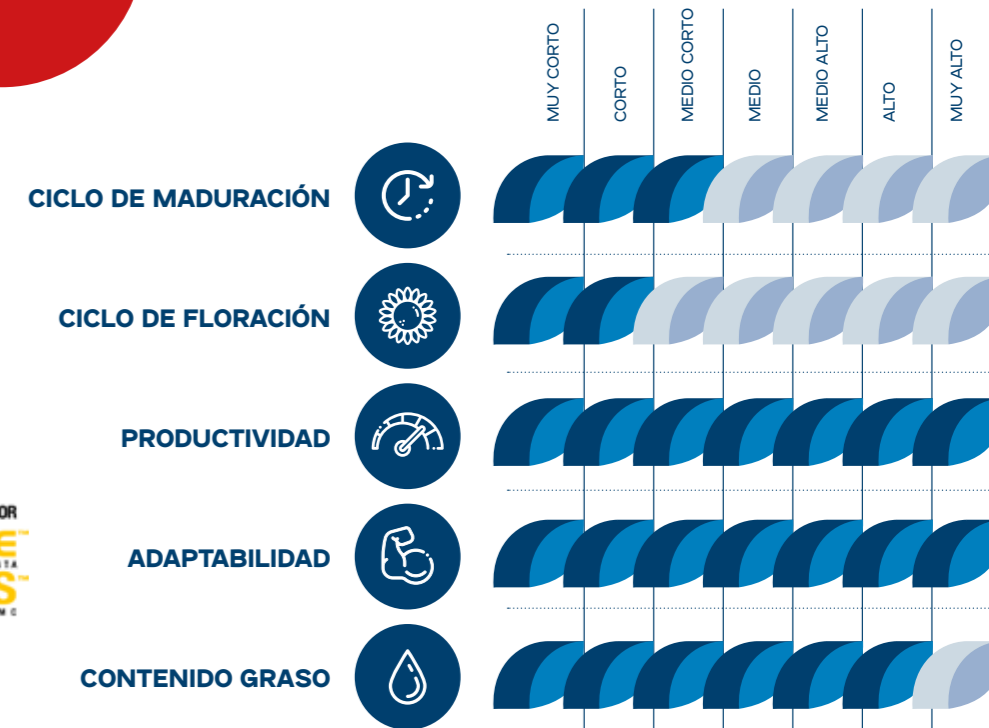 MUY CORTO
CORTO
MEDIO CORTO
MEDIO
MEDIO ALTO
ALTO
MUY ALTO
CICLO DE MADURACIÓN
CICLO DE FLORACIÓN
PRODUCTIVIDAD
ADAPTABILIDAD
CONTENIDO GRASO